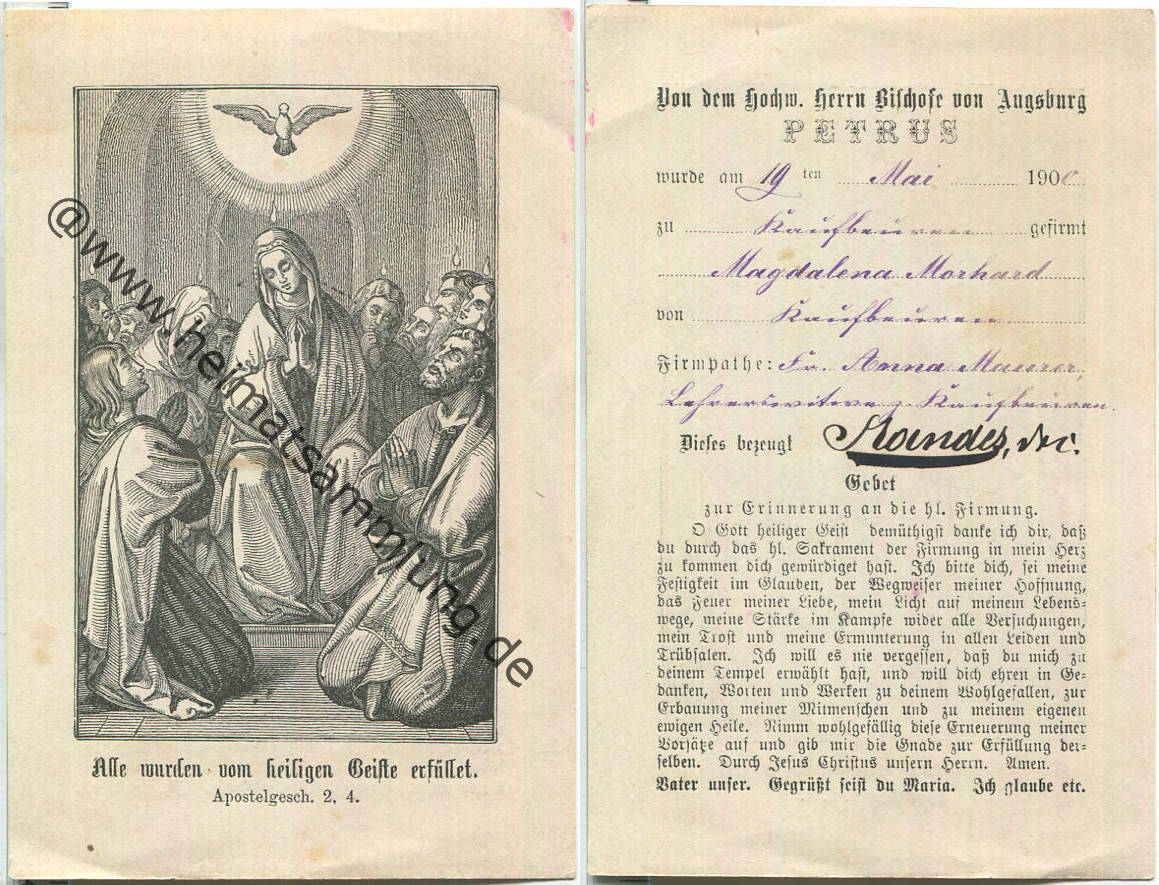 Alle wurden vom heiligen Geiste erfüllet.
Apostelgesch. 2, 4.
@www.heimatsammlung.de
Von dem Hochw. Herrn Bischofe von Augsburg
PETRUS
wurde am 19 ten Mai 1900
zu Kaufbeuren gefirmt
Magdalena Morhard
von Kaufbeuren
Firmpathe: Fr. Anna Maurer,
Lehrerswitwe z. Kaufbeuren.
Dieses bezeugt
Gebet
zur Erinnerung an die hl. Firmung.
O Gott heiliger Geist demüthigst danke ich dir, daß
du durch das hl. Sakrament der Firmung in mein Herz
zu kommen dich gewürdiget hast. Ich bitte dich, sei meine
Festigkeit im Glauben, der Wegweiser meiner Hoffnung,
das Feuer meiner Liebe, mein Licht auf meinem Lebens-
wege, meine Stärke im Kampfe wider alle Versuchungen,
mein Trost und meine Ermunterung in allen Leiden und
Trübsalen. Ich will es nie vergessen, daß du mich zu
deinem Tempel erwählt hast, und will dich ehren in Ge-
danken, Worten und Werken zu deinem Wohlgefallen, zur
Erbauung meiner Mitmenschen und zu meinem eigenen
ewigen Heile. Nimm wohlgefällig diese Erneuerung meiner
Vorsätze auf und gib mir die Gnade zur Erfüllung der-
selben. Durch Jesus Christus unsern Herrn. Amen.
Vater unser. Gegrüßt seist du Maria. Ich glaube etc.